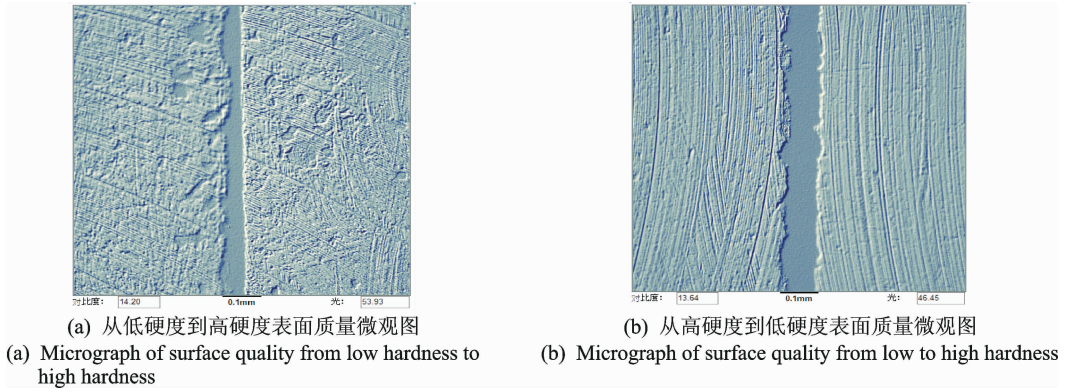 对比度： 14.20 0.1mm 光： 53.93
对比度： 13.64 0.1mm 光： 46.45
(a) 从低硬度到高硬度表面质量微观图
(b) 从高硬度到低硬度表面质量微观图
(a) Micrograph of surface quality from low hardness to
high hardness
(b) Micrograph of surface quality from low to high hardness